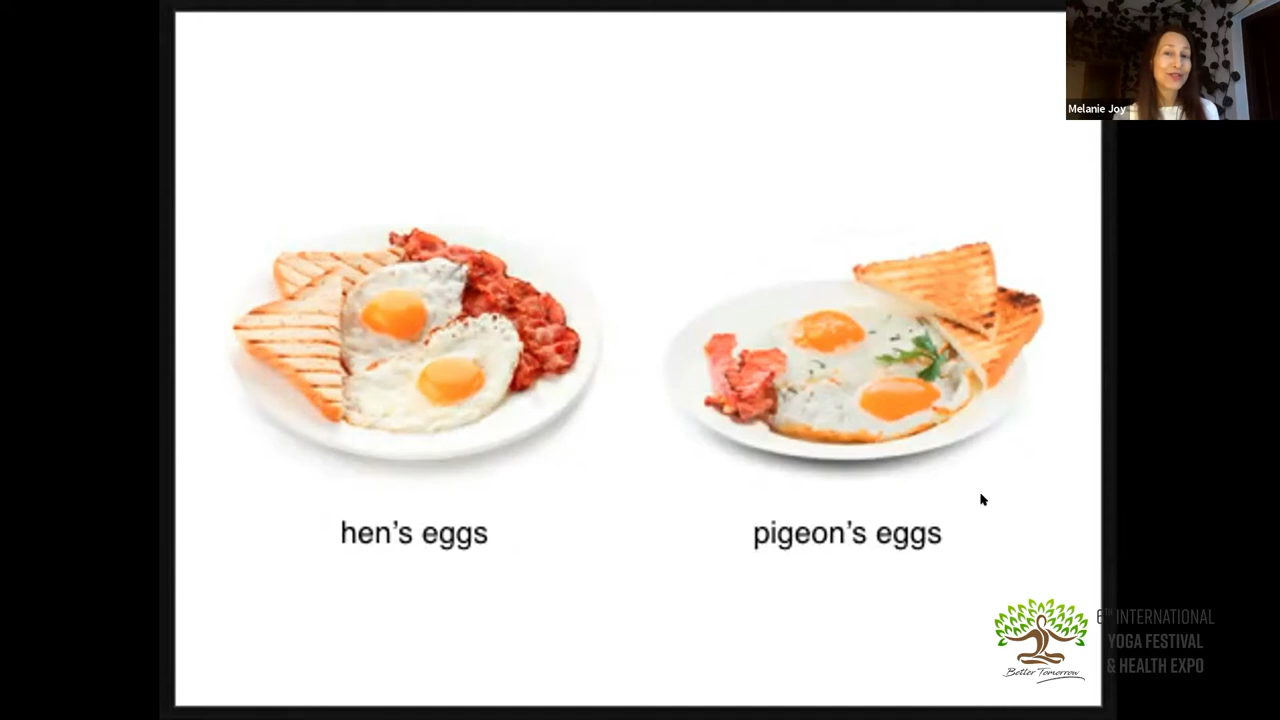 Melanie Joy
hen's eggs
pigeon's eggs
6TH INTERNATIONAL
YOGA FESTIVAL
& HEALTH EXPO
Better Tomorrow